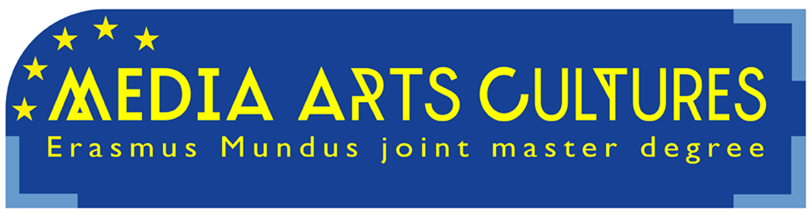 MEDIA ARTS CULTURES
Erasmus Mundus joint master degree